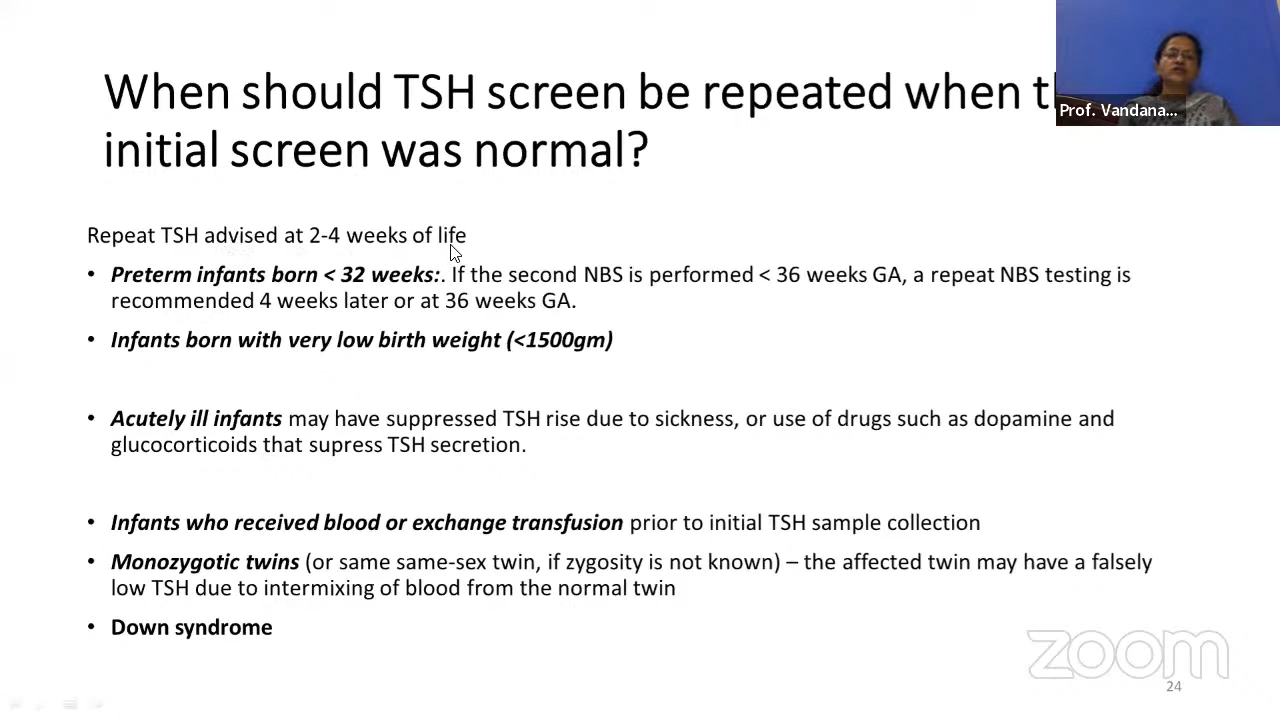 When should TSH screen be repeated when t
Prof. Vandana...
initial screen was normal?
Repeat TSH advised at 2-4 weeks of life
• Preterm infants born < 32 weeks:. If the second NBS is performed < 36 weeks GA, a repeat NBS testing is
recommended 4 weeks later or at 36 weeks GA.
• Infants born with very low birth weight (<1500gm)
• Acutely ill infants may have suppressed TSH rise due to sickness, or use of drugs such as dopamine and
glucocorticoids that supress TSH secretion.
• Infants who received blood or exchange transfusion prior to initial TSH sample collection
• Monozygotic twins (or same same-sex twin, if zygosity is not known) – the affected twin may have a falsely
low TSH due to intermixing of blood from the normal twin
• Down syndrome
zoom
24